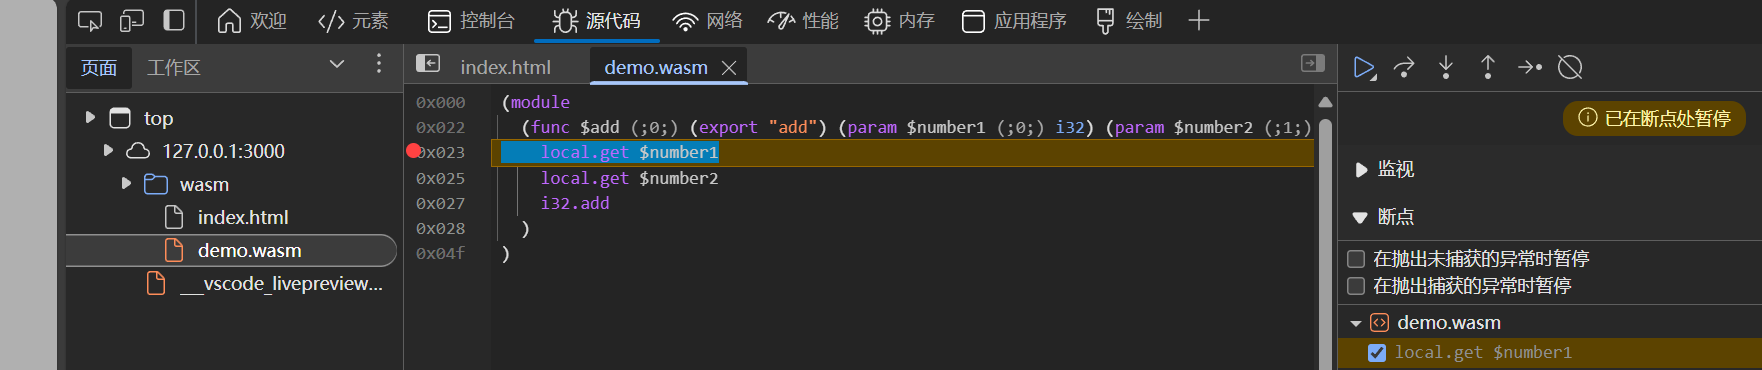 欢迎 元素 控制台 源代码 网络 性能 内存 应用程序 绘制
页面 工作区
top
127.0.0.1:3000
wasm
index.html
demo.wasm
__vscode_livepreview...
index.html demo.wasm
0x000 (module
0x022 (func $add (;0;) (export "add") (param $number1 (;0;) i32) (param $number2 (;1;)
0x023 local.get $number1
0x025 local.get $number2
0x027 i32.add
0x028 )
0x04f )
已在断点处暂停
监视
断点
在抛出未捕获的异常时暂停
在抛出捕获的异常时暂停
demo.wasm
local.get $number1